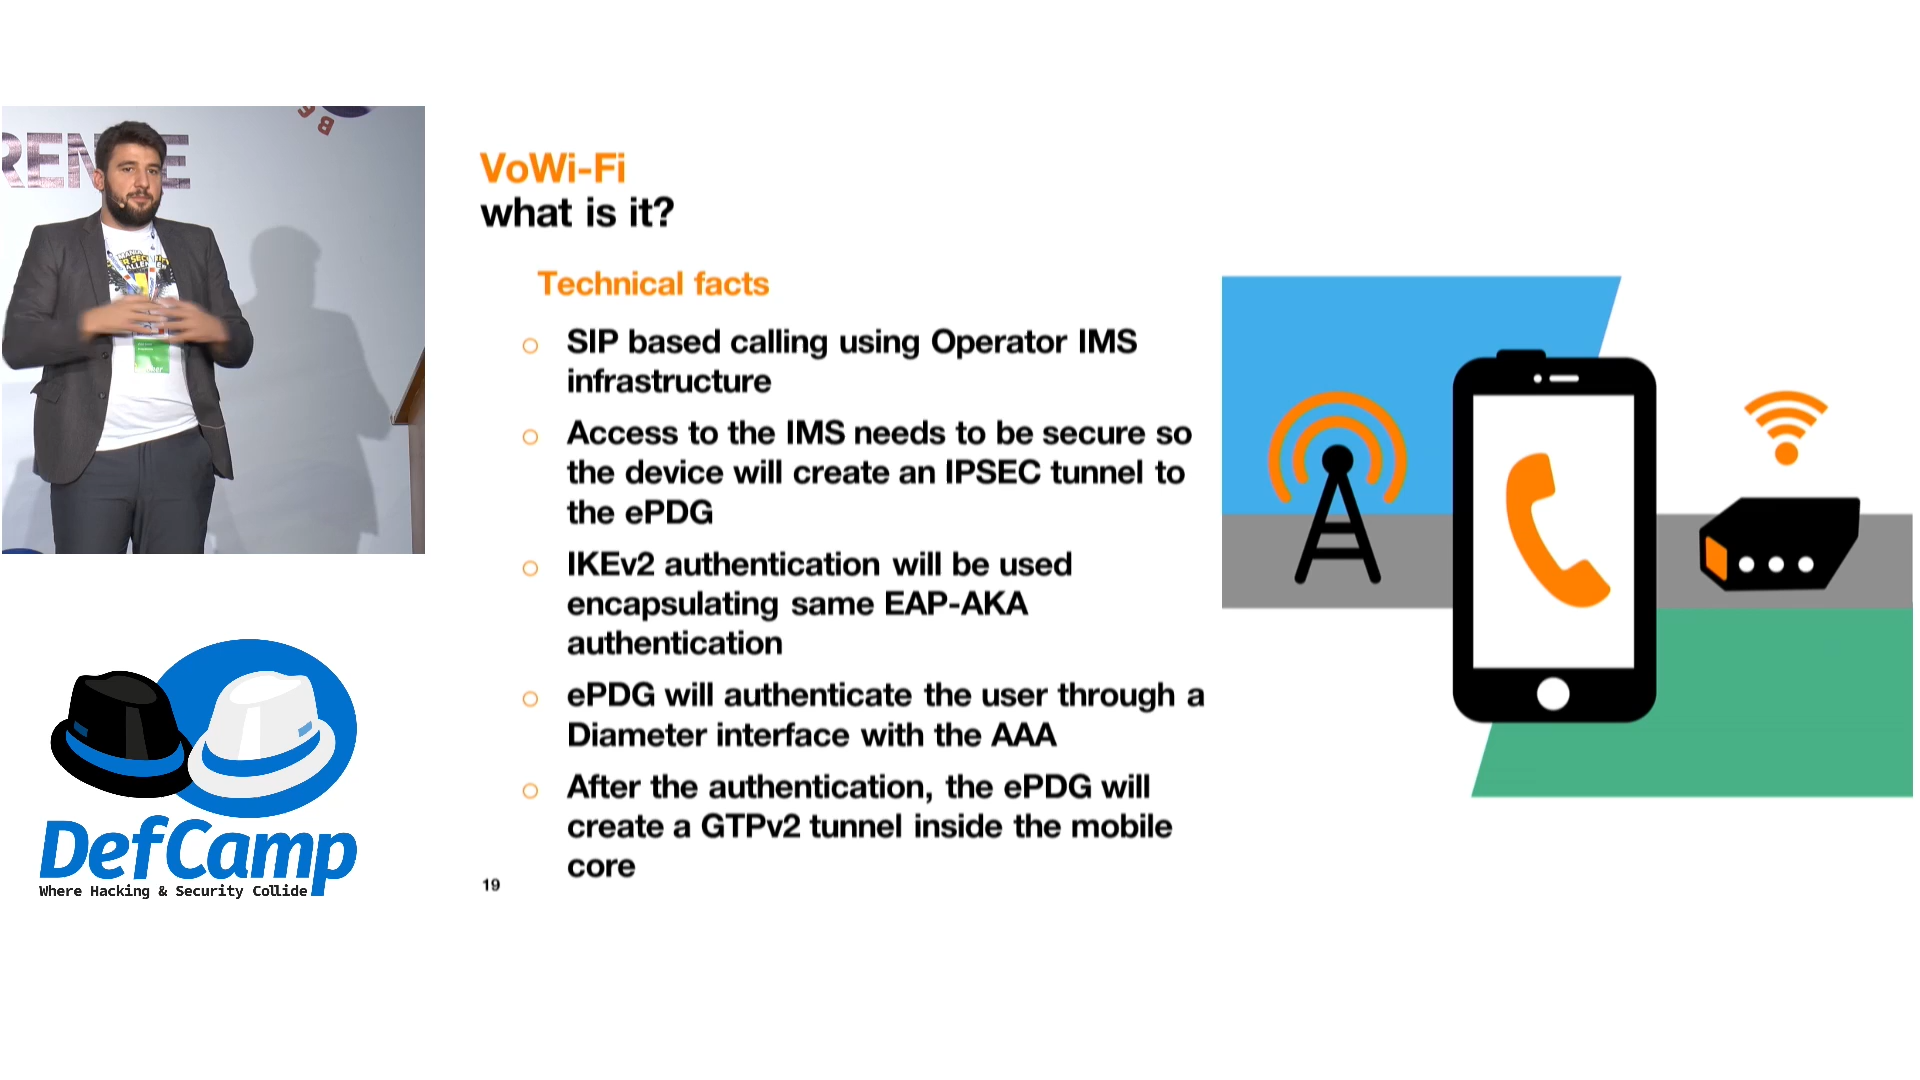 VoWi-Fi
what is it?
Technical facts
SIP based calling using Operator IMS
infrastructure
Access to the IMS needs to be secure so
the device will create an IPSEC tunnel to
the ePDG
IKEv2 authentication will be used
encapsulating same EAP-AKA
authentication
ePDG will authenticate the user through a
Diameter interface with the AAA
After the authentication, the ePDG will
create a GTPv2 tunnel inside the mobile
core
19
DefCamp
Where Hacking & Security Collide